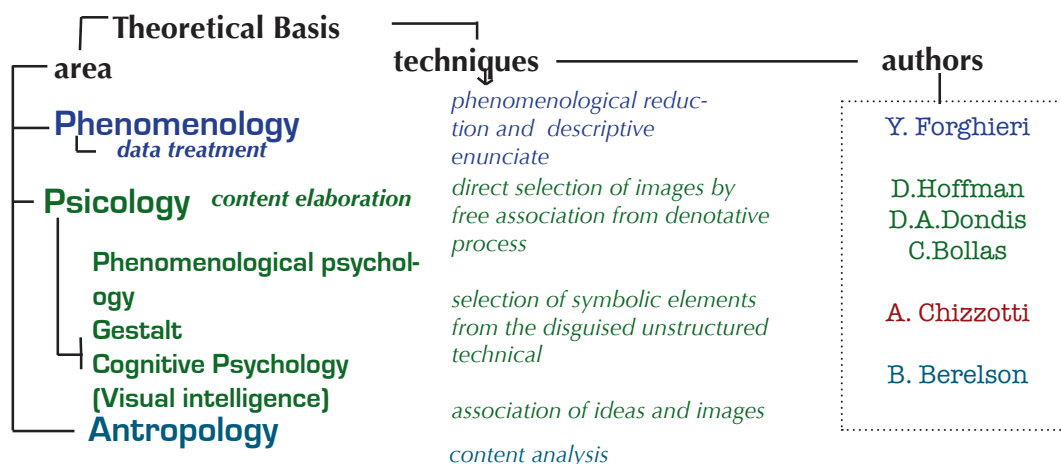 Theoretical Basis
area
techniques
authors
Phenomenology
data treatment
phenomenological reduc-
tion and descriptive
enunciate
Y. Forghieri
Psicology
content elaboration
direct selection of images by
free association from denotative
process
D.Hoffman
D.A.Dondis
C.Bollas
Phenomenological psychol-
ogy
Gestalt
Cognitive Psychology
(Visual intelligence)
selection of symbolic elements
from the disguised unstructured
technical
A. Chizzotti
association of ideas and images
B. Berelson
Antropology
content analysis